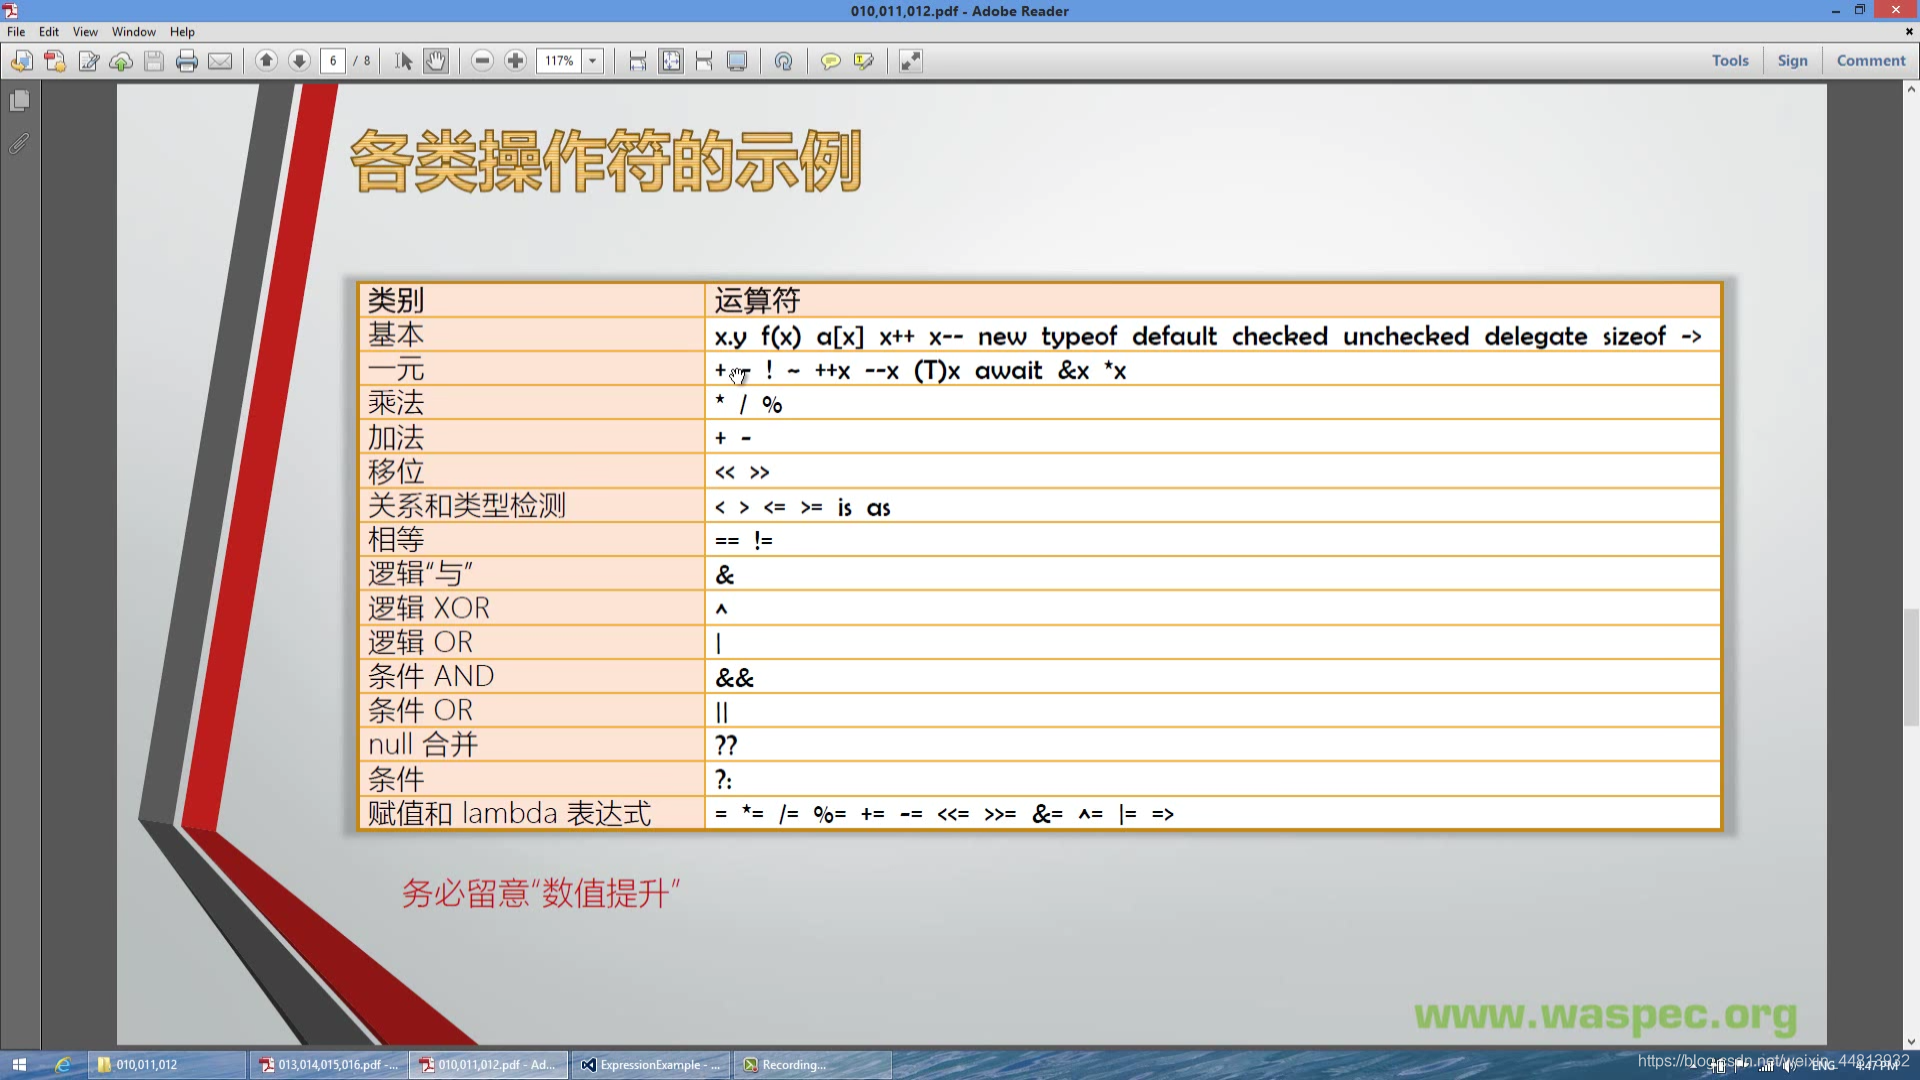 010,011,012.pdf - Adobe Reader
File Edit View Window Help
6 / 8 117% Tools Sign Comment
各类操作符的示例
类别 运算符
基本 x.y f(x) a[x] x++ x-- new typeof default checked unchecked delegate sizeof ->
一元 + - ! ~ ++x --x (T)x await &x *x
乘法 * / %
加法 + -
移位 << >>
关系和类型检测 < > <= >= is as
相等 == !=
逻辑“与” &
逻辑 XOR ^
逻辑 OR |
条件 AND &&
条件 OR ||
null 合并 ??
条件 ?:
赋值和 lambda 表达式 = *= /= %= += -= <<= >>= &= ^= |= =>
务必留意“数值提升”
www.waspec.org
010,011,012 013,014,015,016.pdf -... 010,011,012.pdf - Ad... ExpressionExample - ... Recording... ENG 4:47 PM
https://blog.csdn.net/weixin_44813932